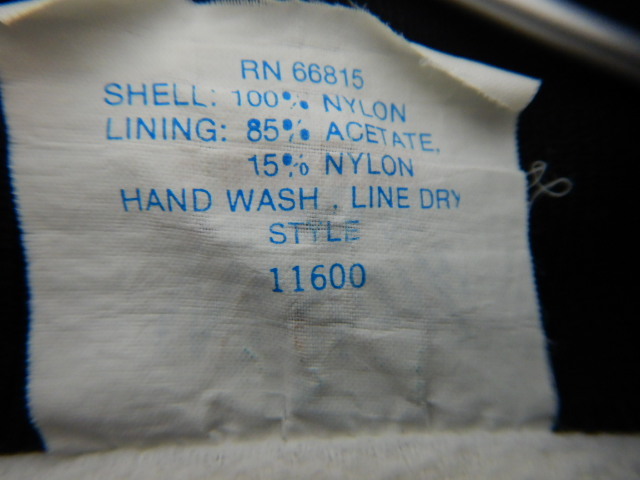 RN 66815
SHELL: 100% NYLON
LINING: 85% ACETATE,
15% NYLON
HAND WASH . LINE DRY
STYLE
11600